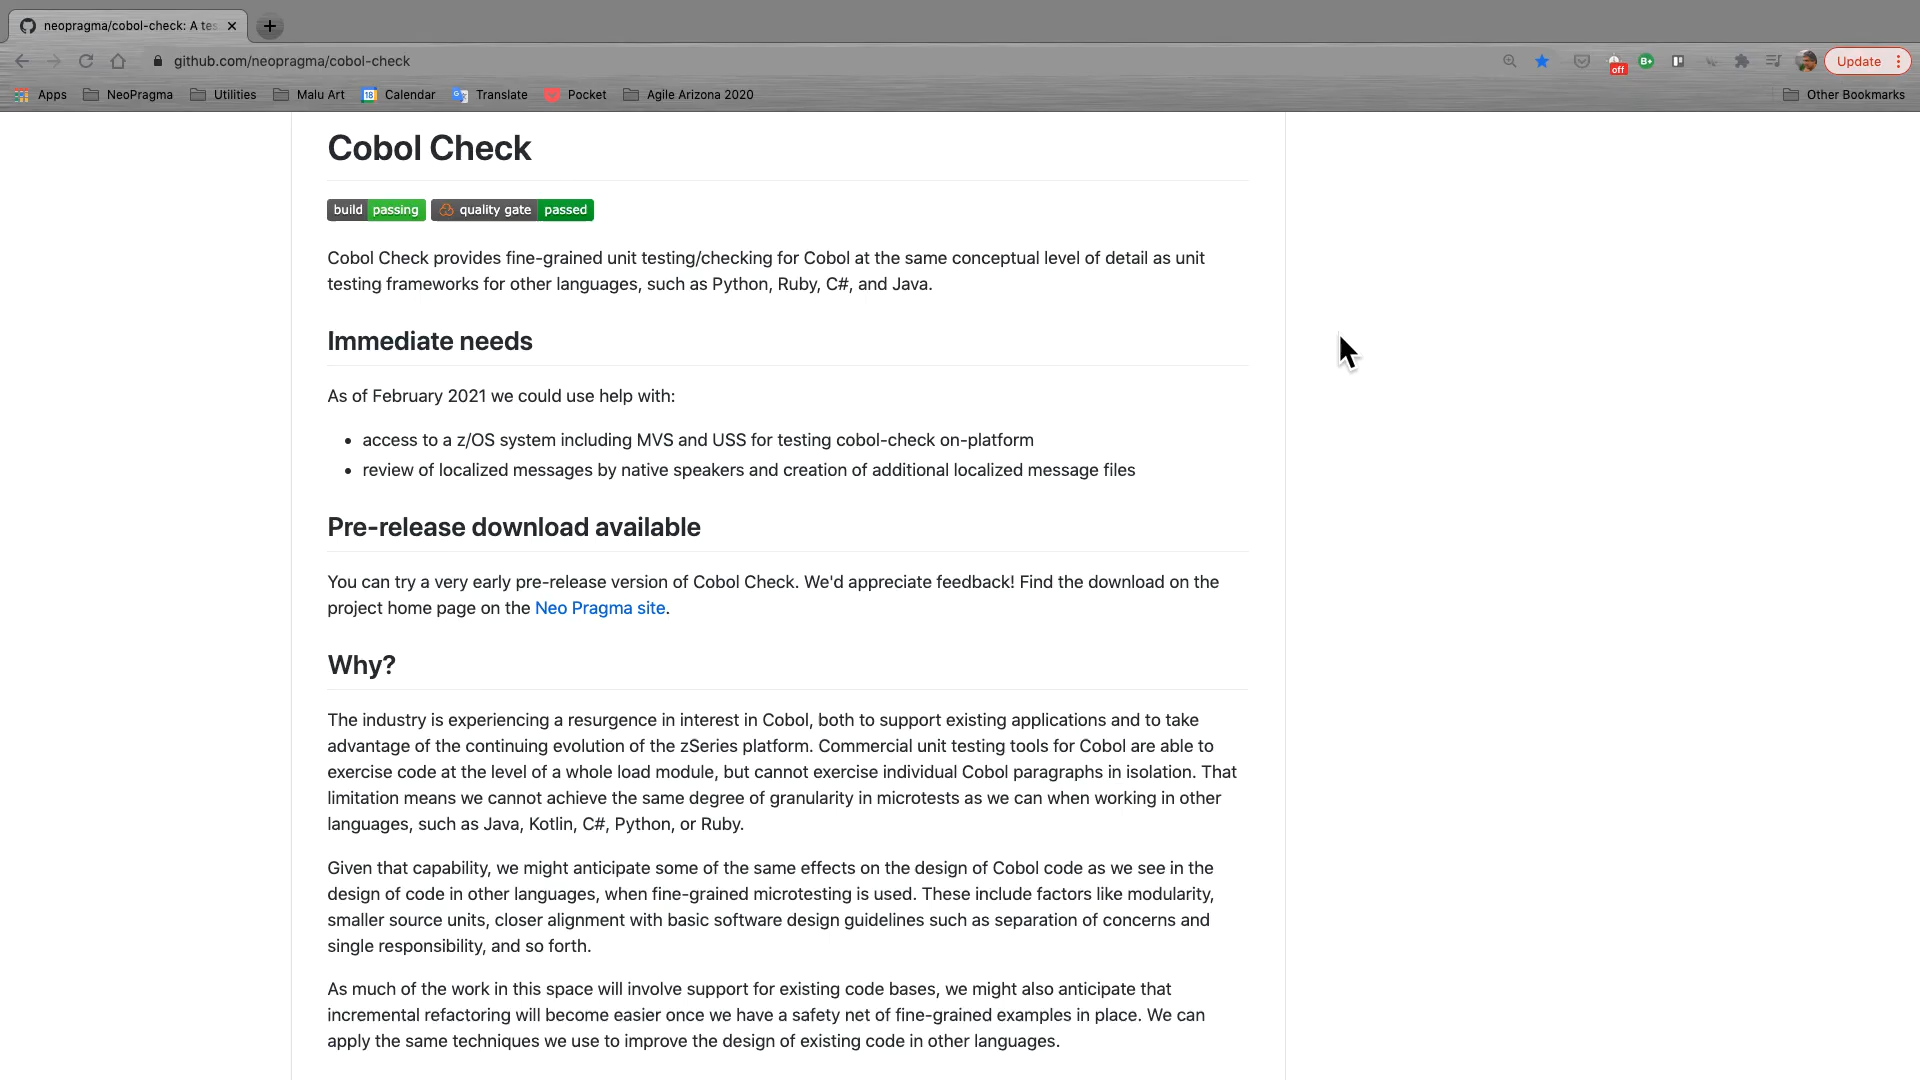 neopragma/cobol-check: A tes
github.com/neopragma/cobol-check
off
B+
Update
Apps
NeoPragma
Utilities
Malu Art
18
Calendar
Translate
Pocket
Agile Arizona 2020
Other Bookmarks
Cobol Check
build passing
quality gate passed
Cobol Check provides fine-grained unit testing/checking for Cobol at the same conceptual level of detail as unit
testing frameworks for other languages, such as Python, Ruby, C#, and Java.
Immediate needs
As of February 2021 we could use help with:
• access to a z/OS system including MVS and USS for testing cobol-check on-platform
• review of localized messages by native speakers and creation of additional localized message files
Pre-release download available
You can try a very early pre-release version of Cobol Check. We'd appreciate feedback! Find the download on the
project home page on the Neo Pragma site.
Why?
The industry is experiencing a resurgence in interest in Cobol, both to support existing applications and to take
advantage of the continuing evolution of the zSeries platform. Commercial unit testing tools for Cobol are able to
exercise code at the level of a whole load module, but cannot exercise individual Cobol paragraphs in isolation. That
limitation means we cannot achieve the same degree of granularity in microtests as we can when working in other
languages, such as Java, Kotlin, C#, Python, or Ruby.
Given that capability, we might anticipate some of the same effects on the design of Cobol code as we see in the
design of code in other languages, when fine-grained microtesting is used. These include factors like modularity,
smaller source units, closer alignment with basic software design guidelines such as separation of concerns and
single responsibility, and so forth.
As much of the work in this space will involve support for existing code bases, we might also anticipate that
incremental refactoring will become easier once we have a safety net of fine-grained examples in place. We can
apply the same techniques we use to improve the design of existing code in other languages.